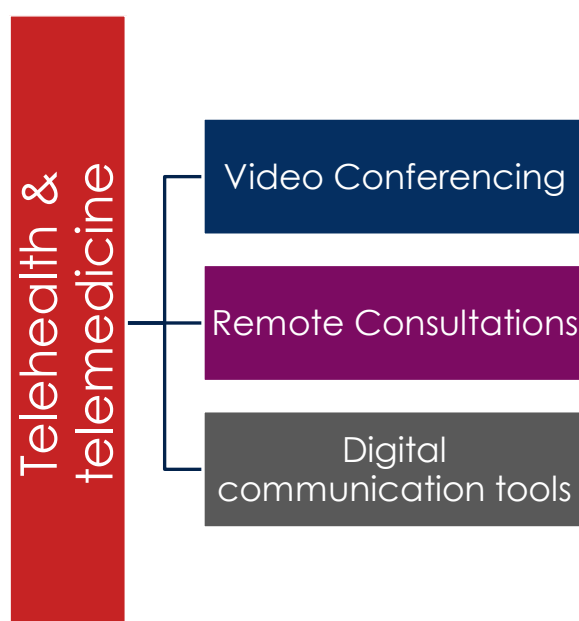 Telehealth &
telemedicine
Video Conferencing
Remote Consultations
Digital
communication tools